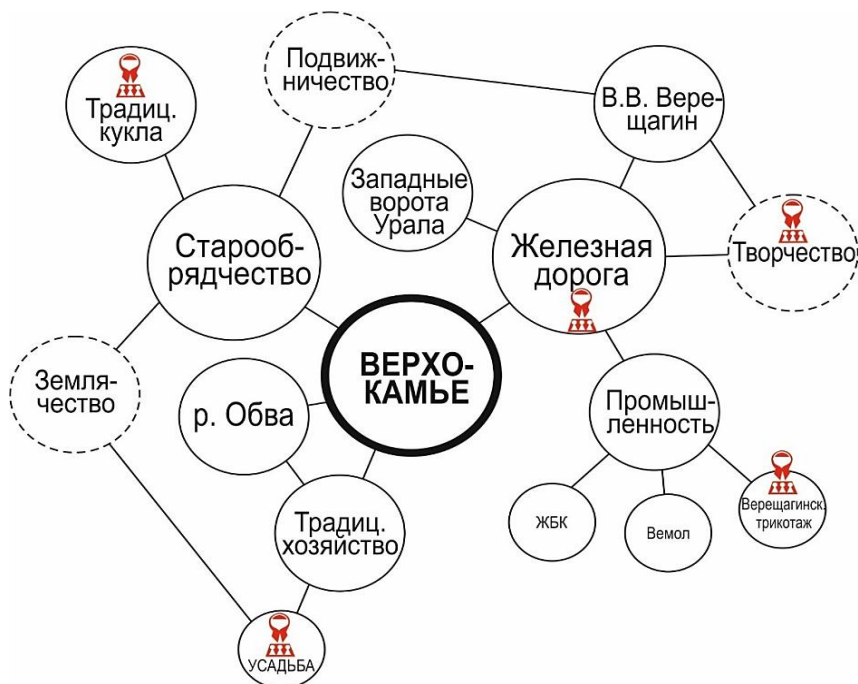 Подвиж-
ничество
Традиц.
кукла
В.В. Вере-
щагин
Западные
ворота
Урала
Старооб-
рядчество
Железная
дорога
Творчество
ВЕРХО-
КАМЬЕ
Земля-
чество
р. Обва
Промыш-
ленность
Традиц.
хозяйство
ЖБК
Вемол
Верещагинск.
трикотаж
УСАДЬБА